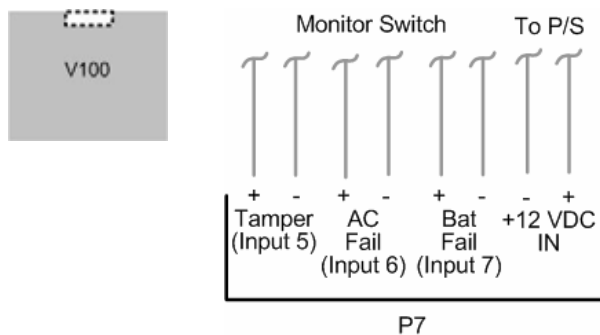 V100
Monitor Switch To P/S
+ - + - + - - +
Tamper AC Bat +12 VDC
(Input 5) Fail Fail IN
(Input 6) (Input 7)
P7